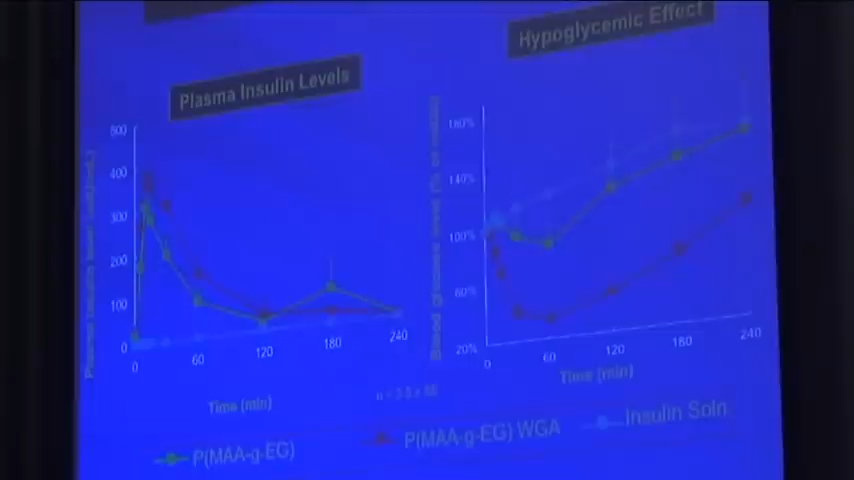 Hypoglycemic Effect
Plasma Insulin Levels
500
400
300
200
100
0
0 60 120 180 240
Time (min)
180%
140%
100%
60%
20%
0 60 120 180 240
Time (min)
P(MAA-g-EG)
P(MAA-g-EG) WGA
Insulin Soln